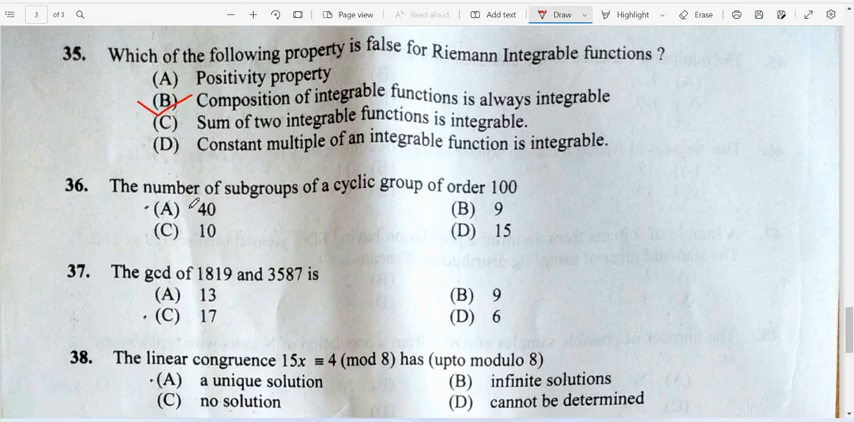 3 of 3 Page view Read aloud Add text Draw Highlight Erase
35. Which of the following property is false for Riemann Integrable functions ?
(A) Positivity property
(B) Composition of integrable functions is always integrable
(C) Sum of two integrable functions is integrable.
(D) Constant multiple of an integrable function is integrable.
36. The number of subgroups of a cyclic group of order 100
(A) 40 (B) 9
(C) 10 (D) 15
37. The gcd of 1819 and 3587 is
(A) 13 (B) 9
(C) 17 (D) 6
38. The linear congruence 15x ≡ 4 (mod 8) has (upto modulo 8)
(A) a unique solution (B) infinite solutions
(C) no solution (D) cannot be determined